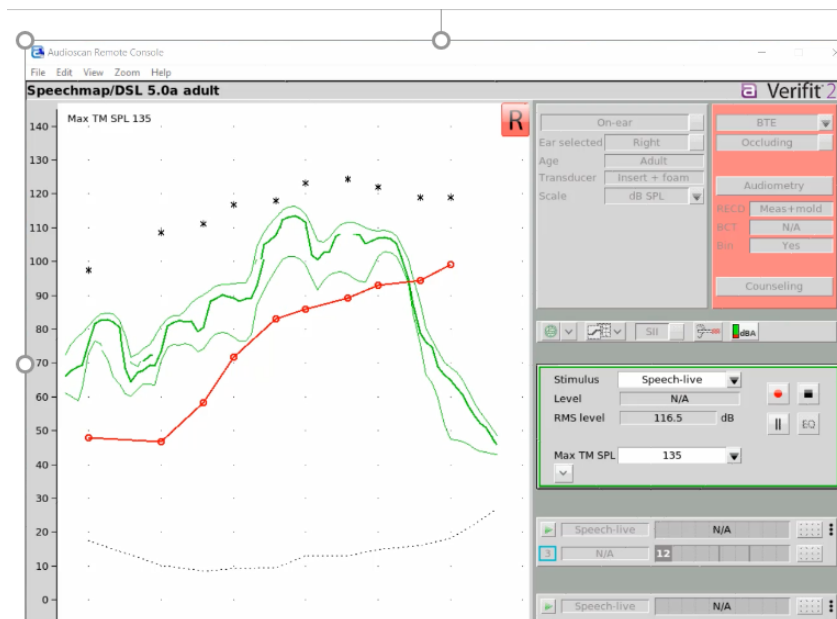 Audioscan Remote Console
File Edit View Zoom Help
Speechmap/DSL 5.0a adult
a Verifit 2
Max TM SPL 135
R
140
130
120
110
100
90
80
70
60
50
40
30
20
10
0
On-ear
Ear selected Right
Age Adult
Transducer Insert + foam
Scale dB SPL
BTE
Occluding
Audiometry
RECD Meas+mold
BCT N/A
Bin Yes
Counseling
SII
dBA
Stimulus Speech-live
Level N/A
RMS level 116.5 dB
EQ
Max TM SPL 135
Speech-live N/A
3 N/A 12
Speech-live N/A